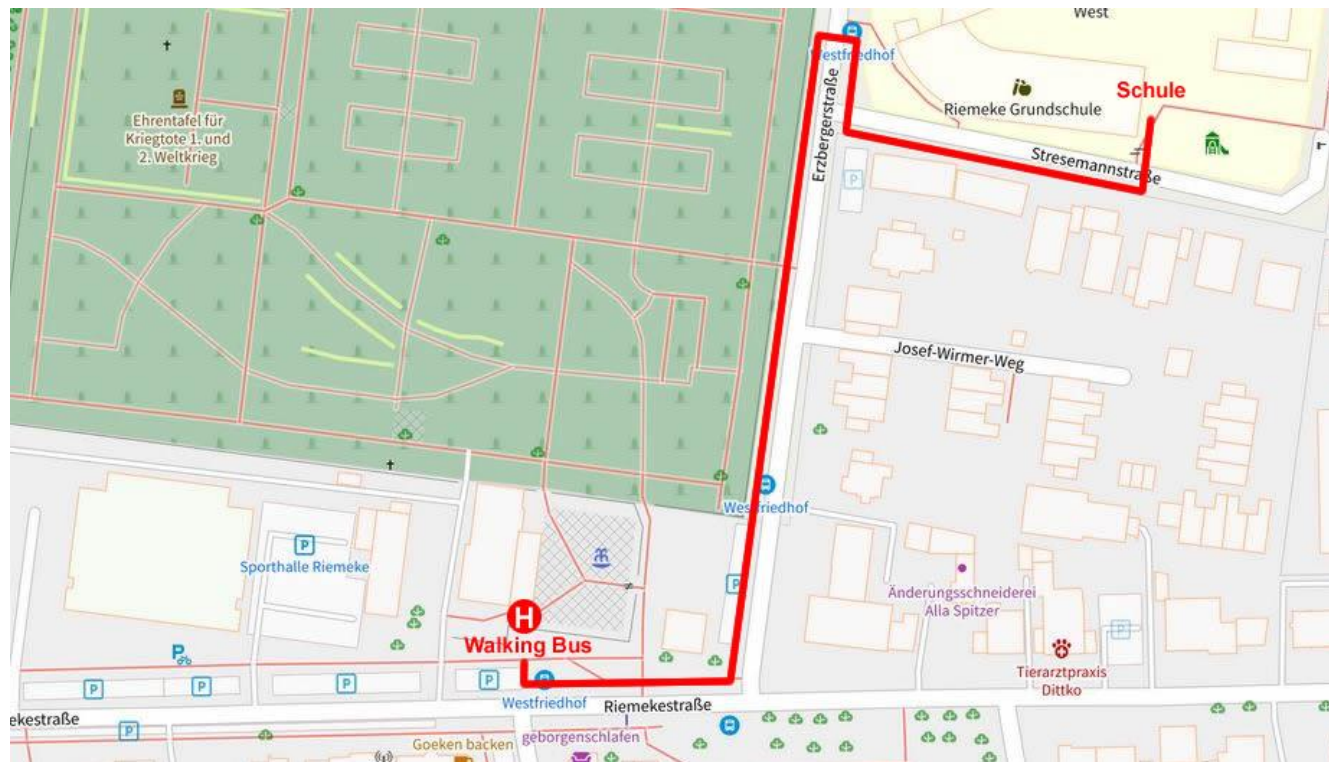 West
Westfriedhof
Schule
Riemeke Grundschule
Ehrentafel für
Kriegtote 1. und
2. Weltkrieg
Erzbergerstraße
Stresemannstraße
P
Josef-Wirmer-Weg
Westfriedhof
P
Sporthalle Riemeke
P
Änderungsschneiderei
Alla Spitzer
H
Walking Bus
P
P
Tierarztpraxis
Dittko
P
P
P
P
Westfriedhof
Riemekestraße
ekestraße
P
Goeken backen
geborgenschlafen